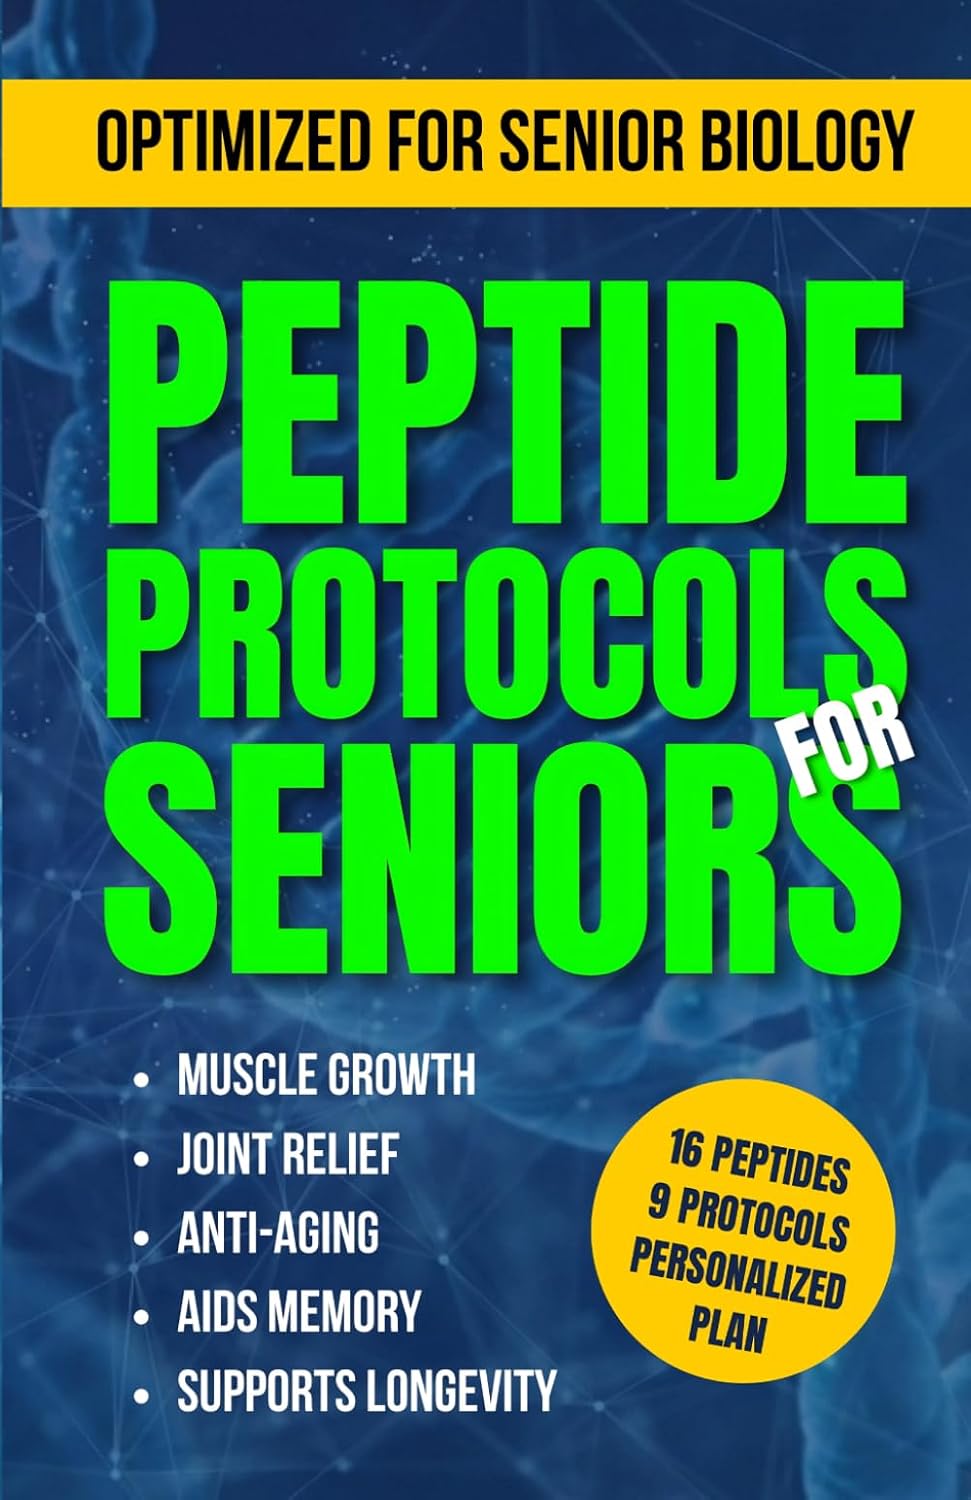 OPTIMIZED FOR SENIOR BIOLOGY
PEPTIDE
PROTOCOLS
FOR
SENIORS
• MUSCLE GROWTH
• JOINT RELIEF
• ANTI-AGING
• AIDS MEMORY
• SUPPORTS LONGEVITY
16 PEPTIDES
9 PROTOCOLS
PERSONALIZED
PLAN